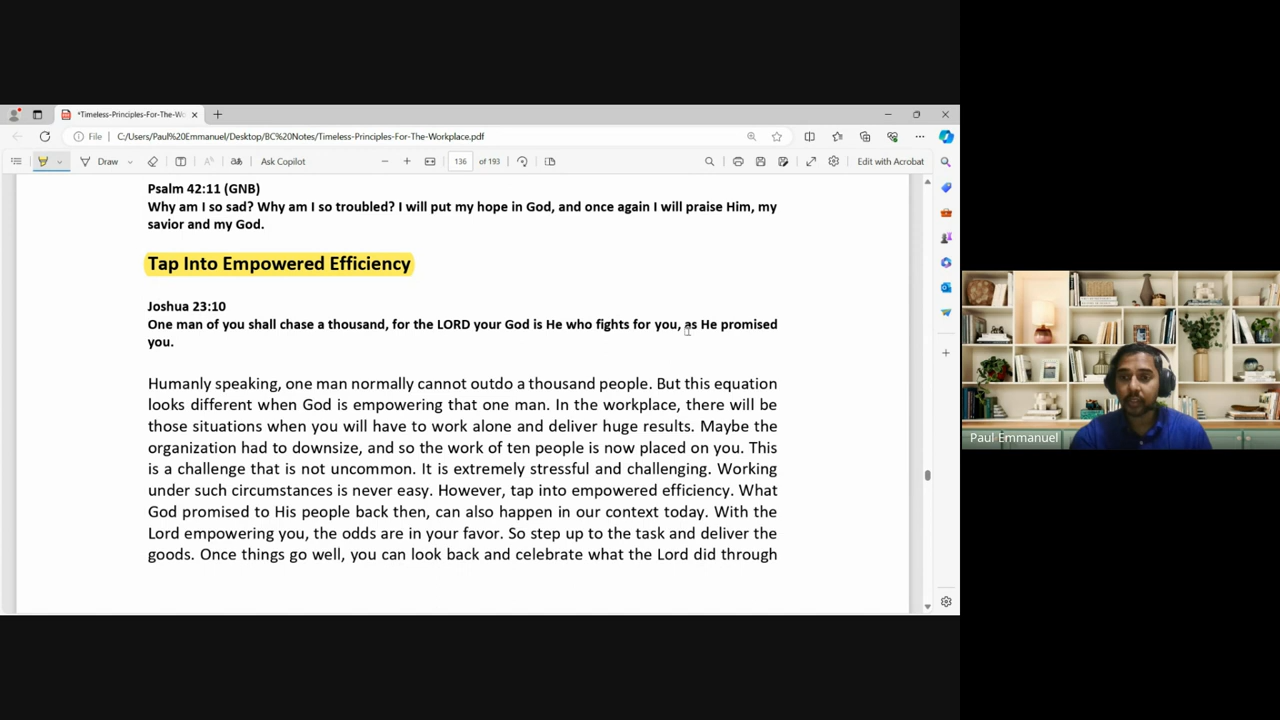 *Timeless-Principles-For-The-Wo
File
C:/Users/Paul%20Emmanuel/Desktop/BC%20Notes/Timeless-Principles-For-The-Workplace.pdf
Draw
Ask Copilot
136 of 193
Edit with Acrobat
Psalm 42:11 (GNB)
Why am I so sad? Why am I so troubled? I will put my hope in God, and once again I will praise Him, my
savior and my God.
Tap Into Empowered Efficiency
Joshua 23:10
One man of you shall chase a thousand, for the LORD your God is He who fights for you, as He promised
you.
Humanly speaking, one man normally cannot outdo a thousand people. But this equation
looks different when God is empowering that one man. In the workplace, there will be
those situations when you will have to work alone and deliver huge results. Maybe the
organization had to downsize, and so the work of ten people is now placed on you. This
is a challenge that is not uncommon. It is extremely stressful and challenging. Working
under such circumstances is never easy. However, tap into empowered efficiency. What
God promised to His people back then, can also happen in our context today. With the
Lord empowering you, the odds are in your favor. So step up to the task and deliver the
goods. Once things go well, you can look back and celebrate what the Lord did through
Paul Emmanuel